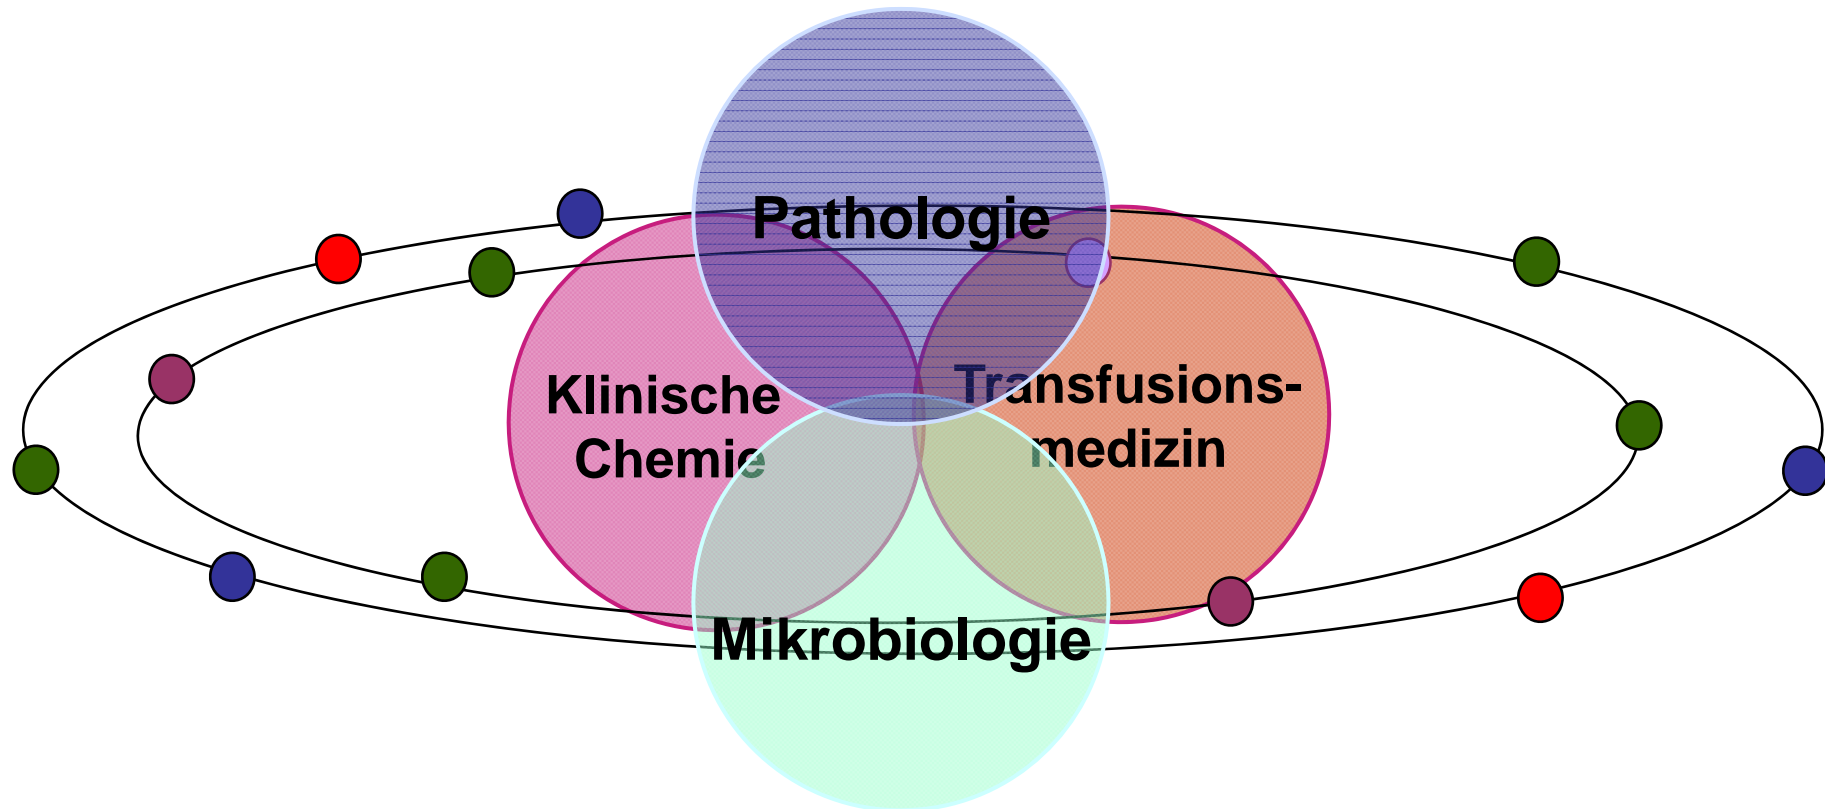 Pathologie
Klinische
Chemie
Transfusions-
medizin
Mikrobiologie